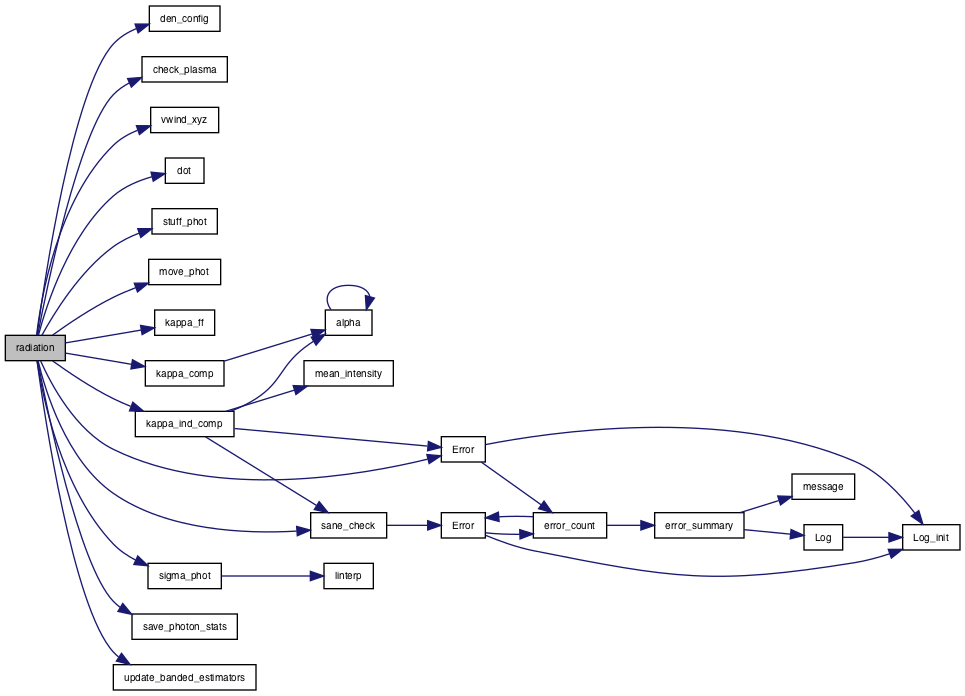 den_config
check_plasma
vwind_xyz
dot
stuff_phot
move_phot
kappa_ff
alpha
radiation
kappa_comp
mean_intensity
kappa_ind_comp
Error
message
sane_check
Error
error_count
error_summary
Log
Log_init
sigma_phot
linterp
save_photon_stats
update_banded_estimators